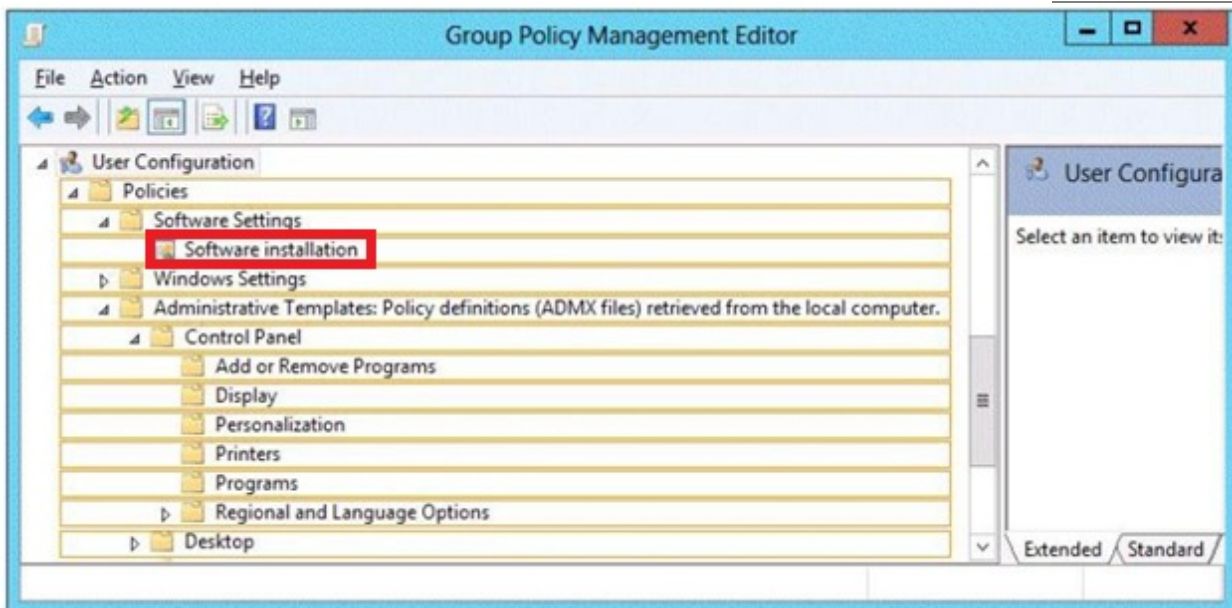 Group Policy Management Editor
File Action View Help
User Configuration
Policies
Software Settings
Software installation
Windows Settings
Administrative Templates: Policy definitions (ADMX files) retrieved from the local computer.
Control Panel
Add or Remove Programs
Display
Personalization
Printers
Programs
Regional and Language Options
Desktop
User Configura
Select an item to view it
Extended Standard